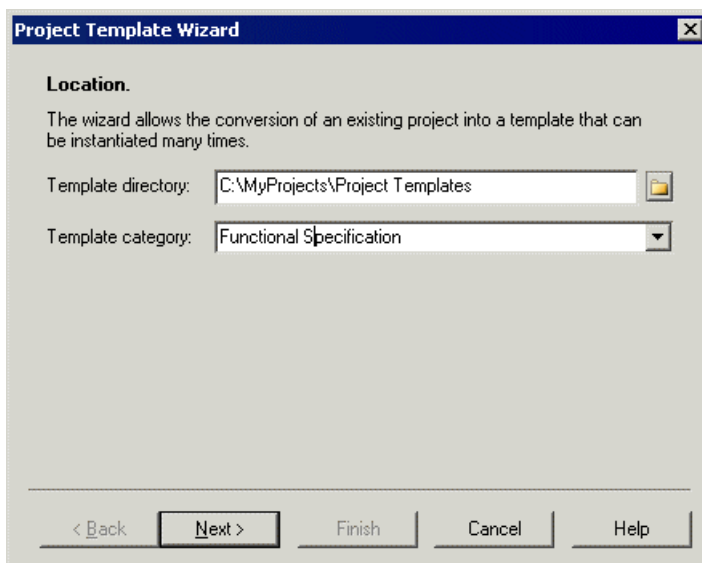 Project Template Wizard
Location.
The wizard allows the conversion of an existing project into a template that can
be instantiated many times.
Template directory: C:\MyProjects\Project Templates
Template category: Functional Specification
< Back Next > Finish Cancel Help